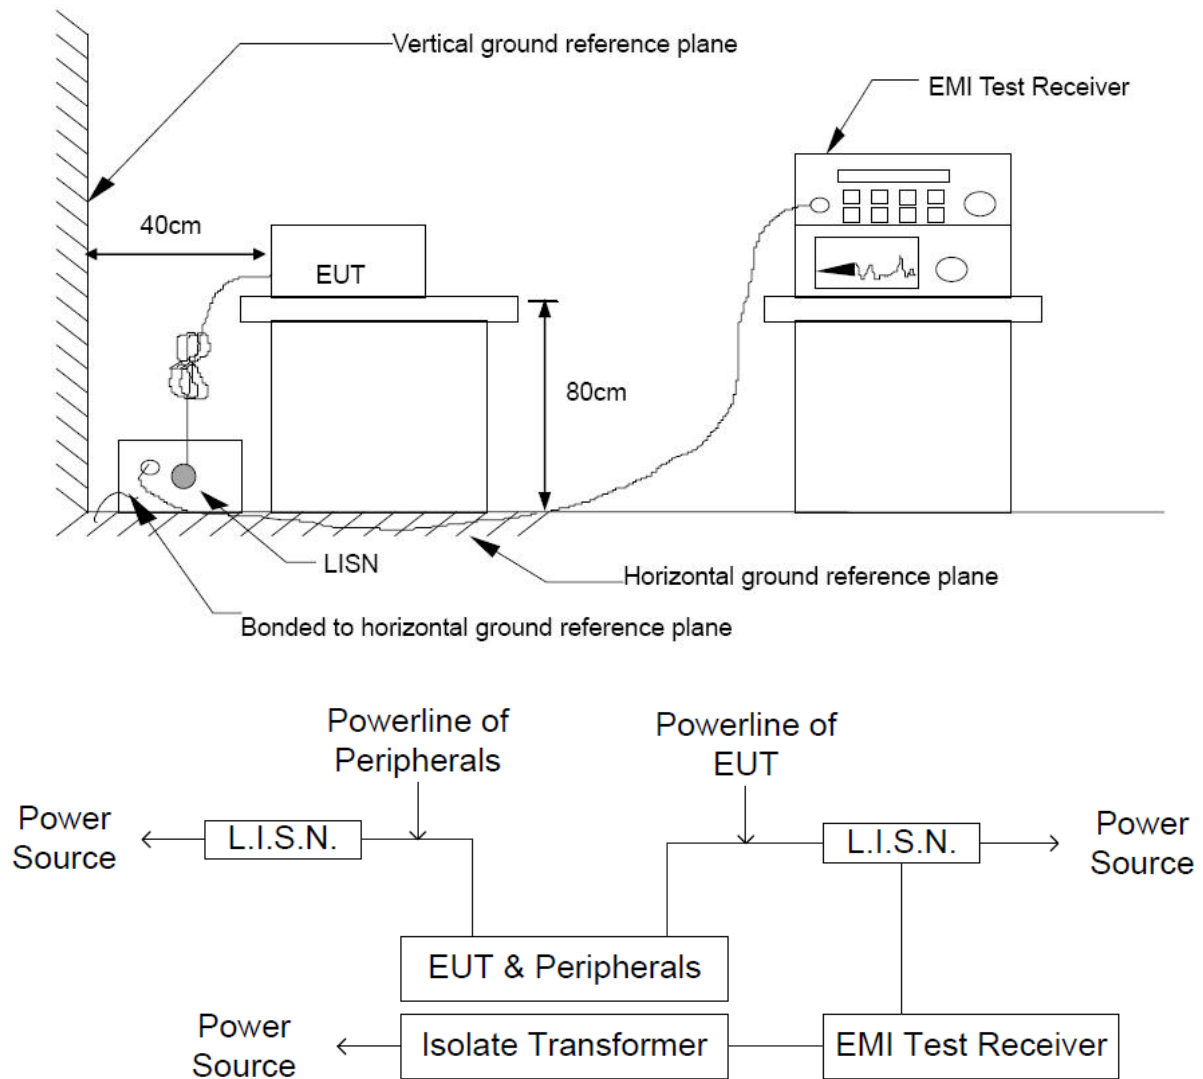 Vertical ground reference plane
EMI Test Receiver
40cm
EUT
80cm
LISN
Horizontal ground reference plane
Bonded to horizontal ground reference plane
Powerline of
Peripherals
Powerline of
EUT
Power
Source
L.I.S.N.
L.I.S.N.
Power
Source
EUT & Peripherals
Power
Source
Isolate Transformer
EMI Test Receiver